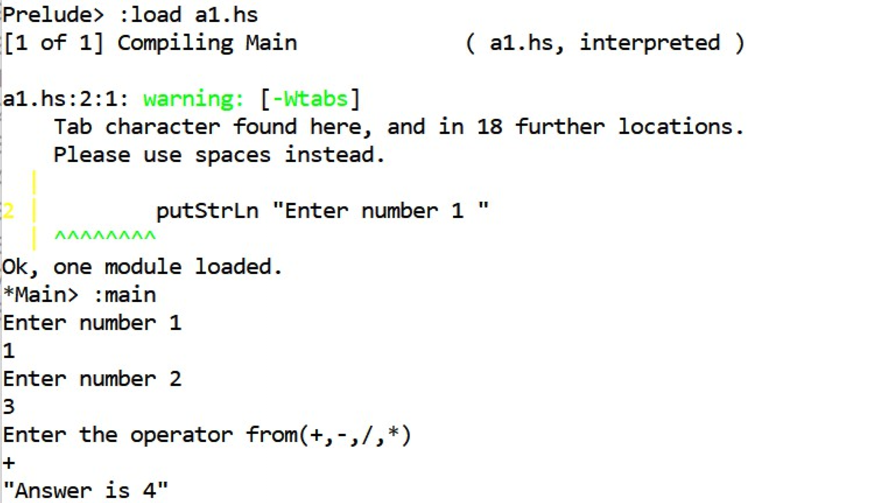 Prelude> :load a1.hs
[1 of 1] Compiling Main             ( a1.hs, interpreted )
a1.hs:2:1: warning: [-Wtabs]
    Tab character found here, and in 18 further locations.
    Please use spaces instead.
  |
2 |         putStrLn "Enter number 1 "
  | ^^^^^^^^
Ok, one module loaded.
*Main> :main
Enter number 1
1
Enter number 2
3
Enter the operator from(+,-,/,*)
+
"Answer is 4"